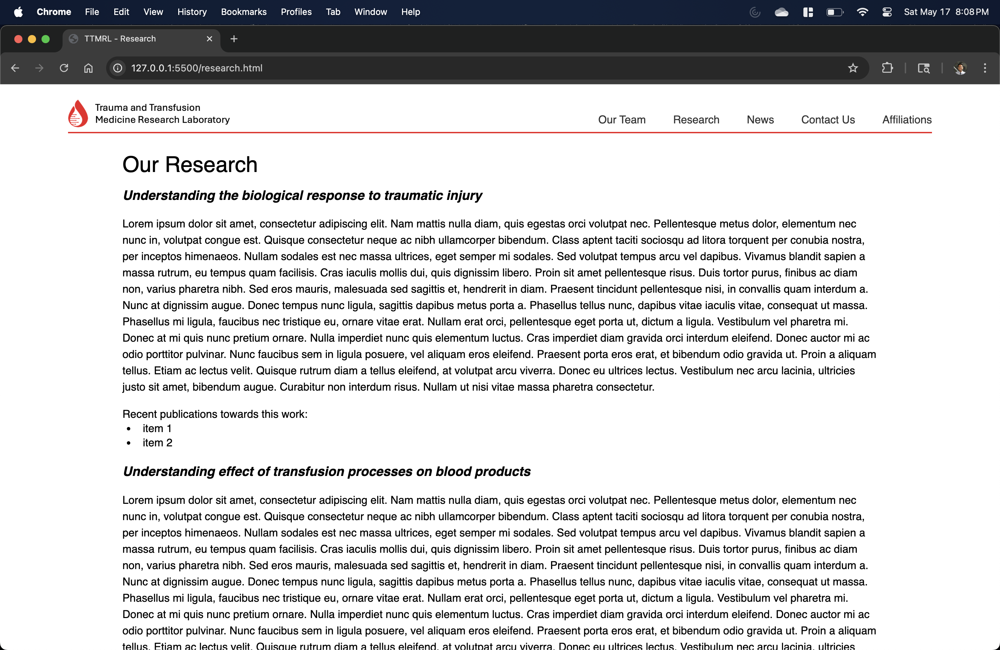 Chrome File Edit View History Bookmarks Profiles Tab Window Help Sat May 17 8:08 PM
TTMRL - Research
127.0.0.1:5500/research.html
Trauma and Transfusion
Medicine Research Laboratory
Our Team Research News Contact Us Affiliations
Our Research
Understanding the biological response to traumatic injury
Lorem ipsum dolor sit amet, consectetur adipiscing elit. Nam mattis nulla diam, quis egestas orci volutpat nec. Pellentesque metus dolor, elementum nec
nunc in, volutpat congue est. Quisque consectetur neque ac nibh ullamcorper bibendum. Class aptent taciti sociosqu ad litora torquent per conubia nostra,
per inceptos himenaeos. Nullam sodales est nec massa ultrices, eget semper mi sodales. Sed volutpat tempus arcu vel dapibus. Vivamus blandit sapien a
massa rutrum, eu tempus quam facilisis. Cras iaculis mollis dui, quis dignissim libero. Proin sit amet pellentesque risus. Duis tortor purus, finibus ac diam
non, varius pharetra nibh. Sed eros mauris, malesuada sed sagittis et, hendrerit in diam. Praesent tincidunt pellentesque nisi, in convallis quam interdum a.
Nunc at dignissim augue. Donec tempus nunc ligula, sagittis dapibus metus porta a. Phasellus tellus nunc, dapibus vitae iaculis vitae, consequat ut massa.
Phasellus mi ligula, faucibus nec tristique eu, ornare vitae erat. Nullam erat orci, pellentesque eget porta ut, dictum a ligula. Vestibulum vel pharetra mi.
Donec at mi quis nunc pretium ornare. Nulla imperdiet nunc quis elementum luctus. Cras imperdiet diam gravida orci interdum eleifend. Donec auctor mi ac
odio porttitor pulvinar. Nunc faucibus sem in ligula posuere, vel aliquam eros eleifend. Praesent porta eros erat, et bibendum odio gravida ut. Proin a aliquam
tellus. Etiam ac lectus velit. Quisque rutrum diam a tellus eleifend, at volutpat arcu viverra. Donec eu ultrices lectus. Vestibulum nec arcu lacinia, ultricies
justo sit amet, bibendum augue. Curabitur non interdum risus. Nullam ut nisi vitae massa pharetra consectetur.
Recent publications towards this work:
• item 1
• item 2
Understanding effect of transfusion processes on blood products
Lorem ipsum dolor sit amet, consectetur adipiscing elit. Nam mattis nulla diam, quis egestas orci volutpat nec. Pellentesque metus dolor, elementum nec
nunc in, volutpat congue est. Quisque consectetur neque ac nibh ullamcorper bibendum. Class aptent taciti sociosqu ad litora torquent per conubia nostra,
per inceptos himenaeos. Nullam sodales est nec massa ultrices, eget semper mi sodales. Sed volutpat tempus arcu vel dapibus. Vivamus blandit sapien a
massa rutrum, eu tempus quam facilisis. Cras iaculis mollis dui, quis dignissim libero. Proin sit amet pellentesque risus. Duis tortor purus, finibus ac diam
non, varius pharetra nibh. Sed eros mauris, malesuada sed sagittis et, hendrerit in diam. Praesent tincidunt pellentesque nisi, in convallis quam interdum a.
Nunc at dignissim augue. Donec tempus nunc ligula, sagittis dapibus metus porta a. Phasellus tellus nunc, dapibus vitae iaculis vitae, consequat ut massa.
Phasellus mi ligula, faucibus nec tristique eu, ornare vitae erat. Nullam erat orci, pellentesque eget porta ut, dictum a ligula. Vestibulum vel pharetra mi.
Donec at mi quis nunc pretium ornare. Nulla imperdiet nunc quis elementum luctus. Cras imperdiet diam gravida orci interdum eleifend. Donec auctor mi ac
odio porttitor pulvinar. Nunc faucibus sem in ligula posuere, vel aliquam eros eleifend. Praesent porta eros erat, et bibendum odio gravida ut. Proin a aliquam
tellus. Etiam ac lectus velit. Quisque rutrum diam a tellus eleifend, at volutpat arcu viverra. Donec eu ultrices lectus. Vestibulum nec arcu lacinia, ultricies